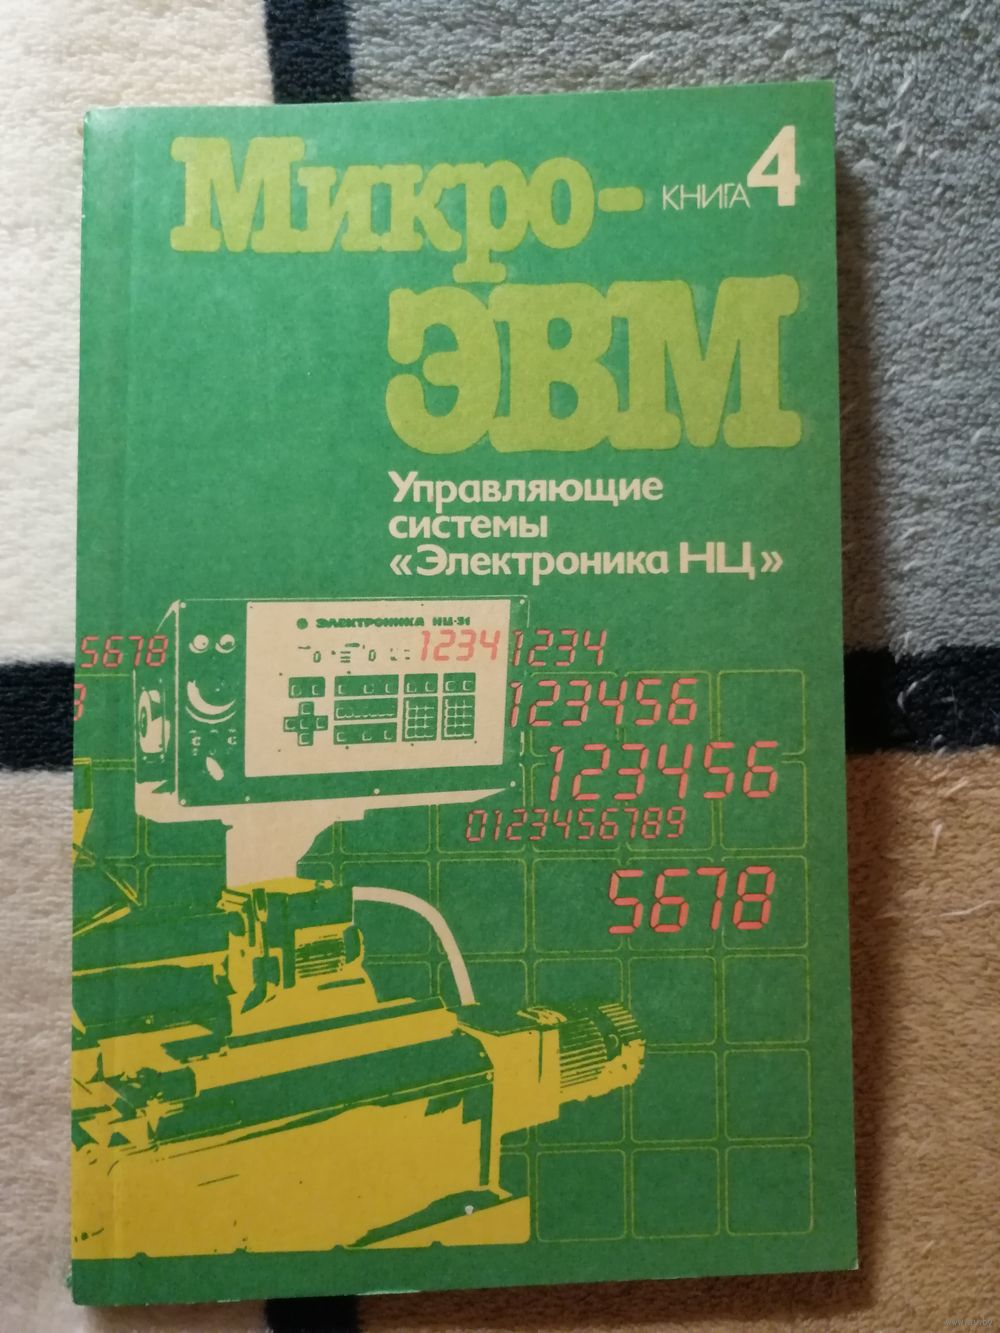 Микро-
КНИГА 4
ЭВМ
Управляющие
системы
«Электроника НЦ»
ЭЛЕКТРОНИКА НЦ-31
5678
1234
1234
123456
123456
0123456789
5678